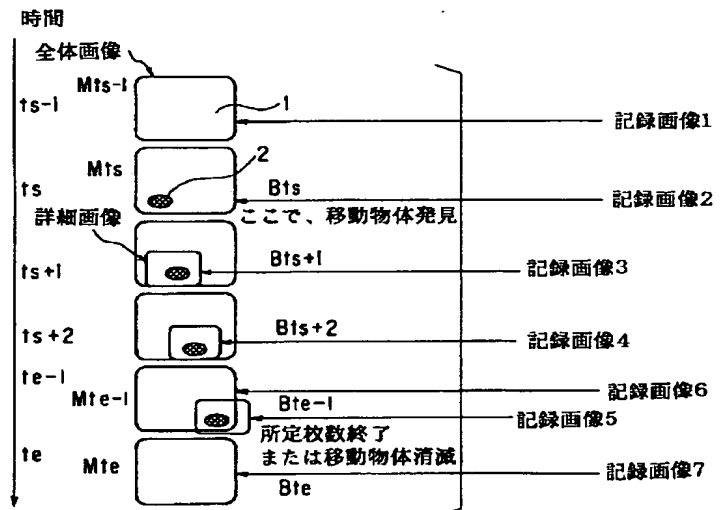 時間
全体画像
Mts-1
ts-1
1
記録画像1
Mts
2
ts
Bts
記録画像2
ここで、移動物体発見
詳細画像
ts+1
Bts+1
記録画像3
ts+2
Bts+2
記録画像4
te-1
Mte-1
記録画像6
Bte-1
記録画像5
所定枚数終了
または移動物体消滅
te
Mte
記録画像7
Bte